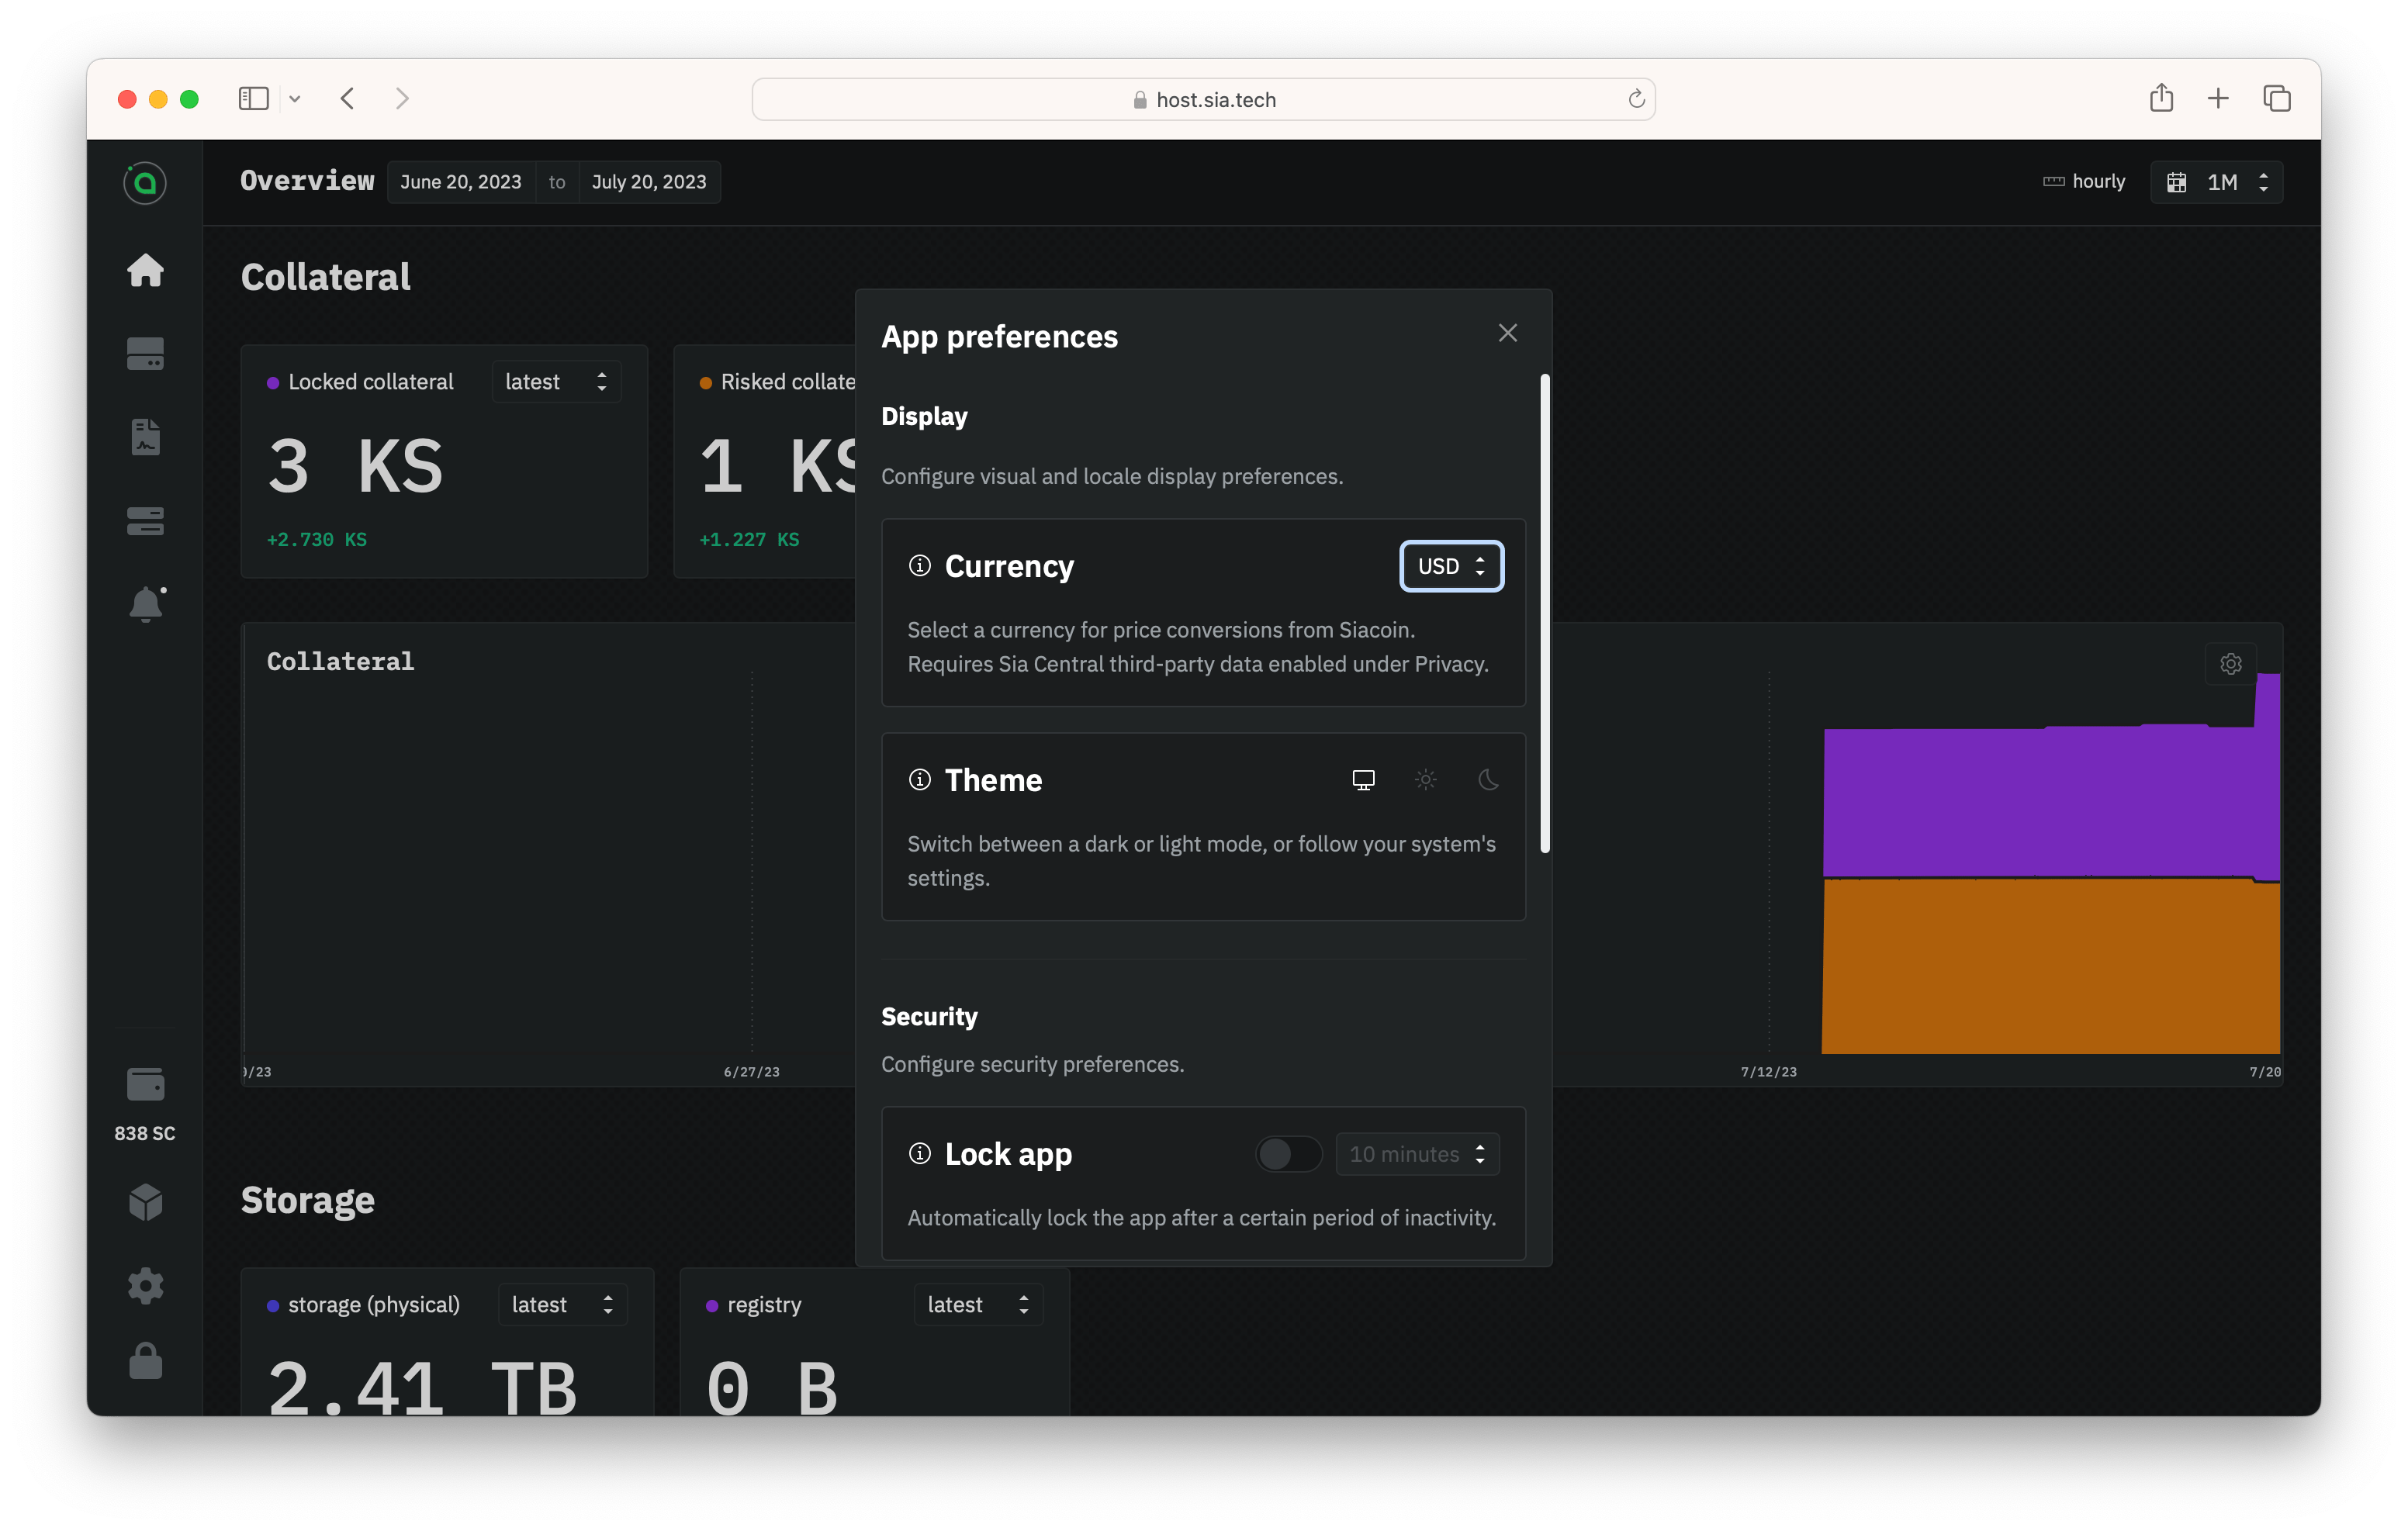 host.sia.tech
Overview
June 20, 2023 to July 20, 2023
hourly
1M
Collateral
Locked collateral
latest
3 KS
+2.730 KS
Risked collate
1 KS
+1.227 KS
Collateral
9/23
6/27/23
7/12/23
7/20
App preferences
Display
Configure visual and locale display preferences.
Currency
USD
Select a currency for price conversions from Siacoin.
Requires Sia Central third-party data enabled under Privacy.
Theme
Switch between a dark or light mode, or follow your system's
settings.
Security
Configure security preferences.
Lock app
10 minutes
Automatically lock the app after a certain period of inactivity.
838 SC
Storage
storage (physical)
latest
2.41 TB
registry
latest
0 B